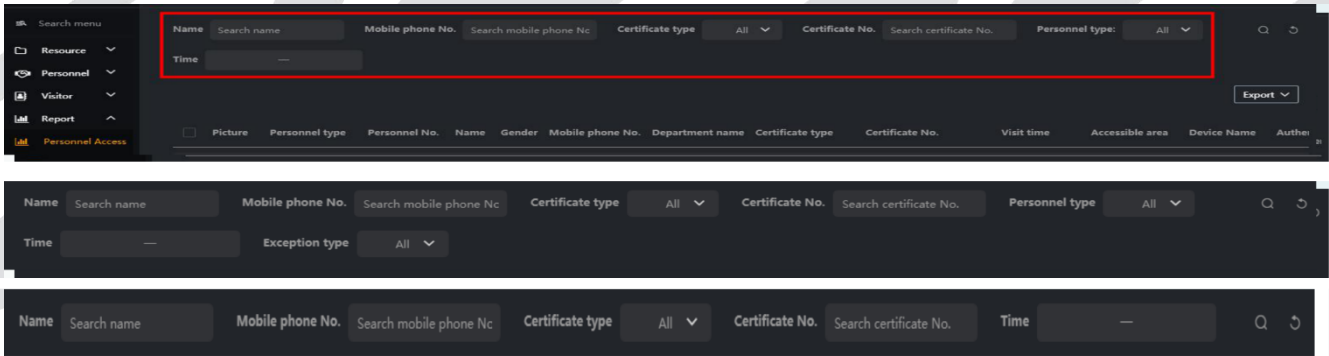 Search menu
Resource
Personnel
Visitor
Report
Personnel Access
Name Search name Mobile phone No. Search mobile phone Nc Certificate type All Certificate No. Search certificate No. Personnel type: All
Time —
Export
Picture Personnel type Personnel No. Name Gender Mobile phone No. Department name Certificate type Certificate No. Visit time Accessible area Device Name Authe
Name Search name Mobile phone No. Search mobile phone Nc Certificate type All Certificate No. Search certificate No. Personnel type All
Time — Exception type All
Name Search name Mobile phone No. Search mobile phone Nc Certificate type All Certificate No. Search certificate No. Time —